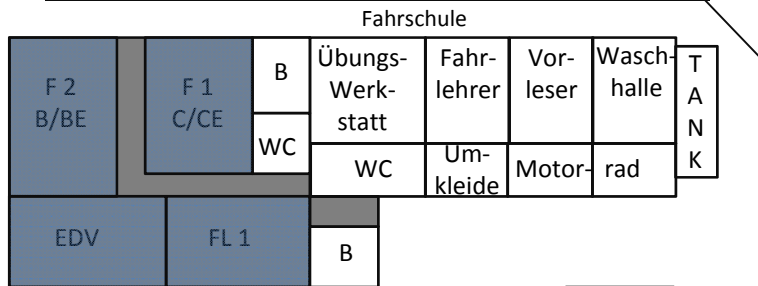 Fahrschule
F 2
B/BE
F 1
C/CE
B
WC
Übungs-
Werk-
statt
Fahr-
lehrer
Vor-
leser
Wasch-
halle
T
A
N
K
WC
Um-
kleide
Motor-
rad
EDV
FL 1
B